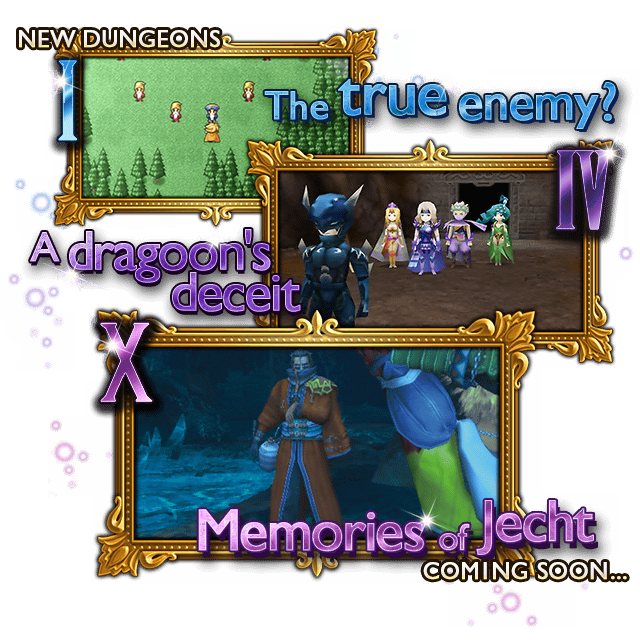 NEW DUNGEONS
I
The true enemy?
IV
A dragoon's
deceit
X
Memories of Jecht
COMING SOON...